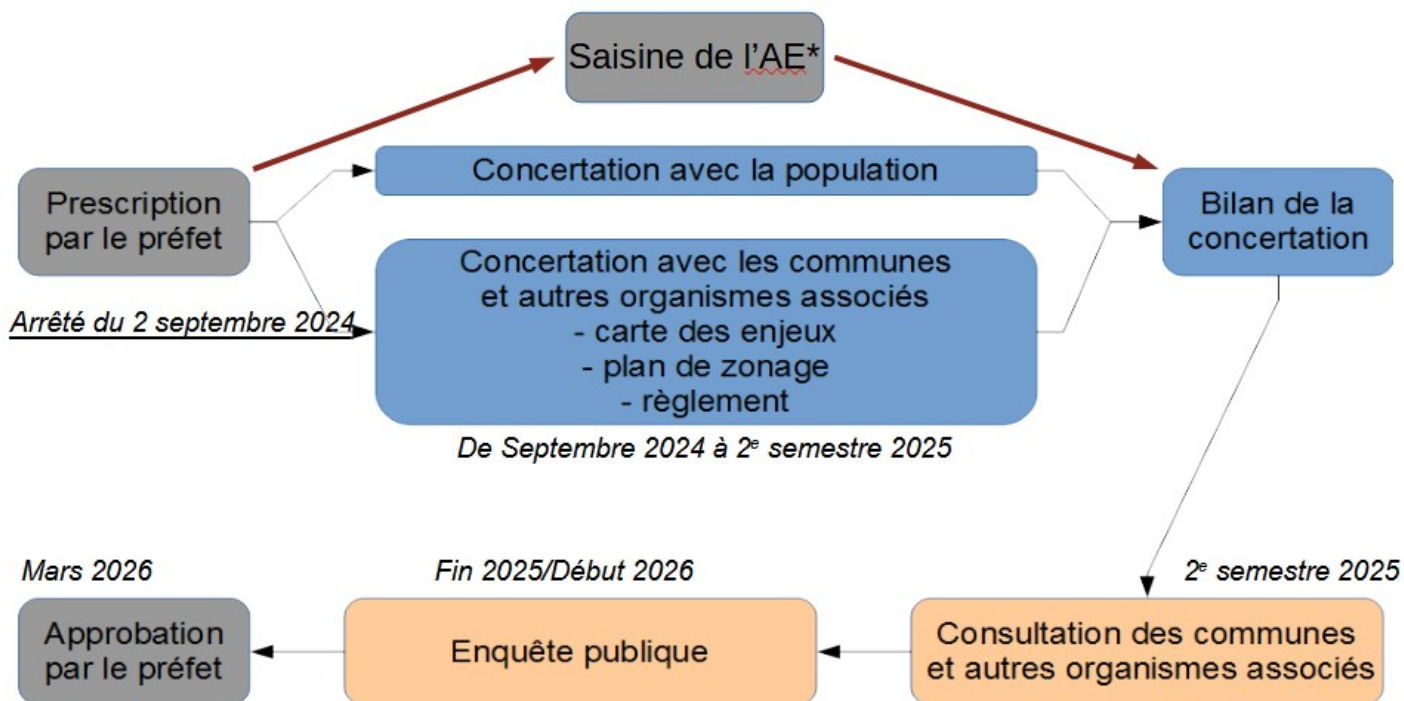 Saisine de l'AE*
Concertation avec la population
Prescription
par le préfet
Bilan de la
concertation
Concertation avec les communes
et autres organismes associés
- carte des enjeux
- plan de zonage
- règlement
Arrêté du 2 septembre 2024
De Septembre 2024 à 2e semestre 2025
Mars 2026
Fin 2025/Début 2026
2e semestre 2025
Approbation
par le préfet
Enquête publique
Consultation des communes
et autres organismes associés